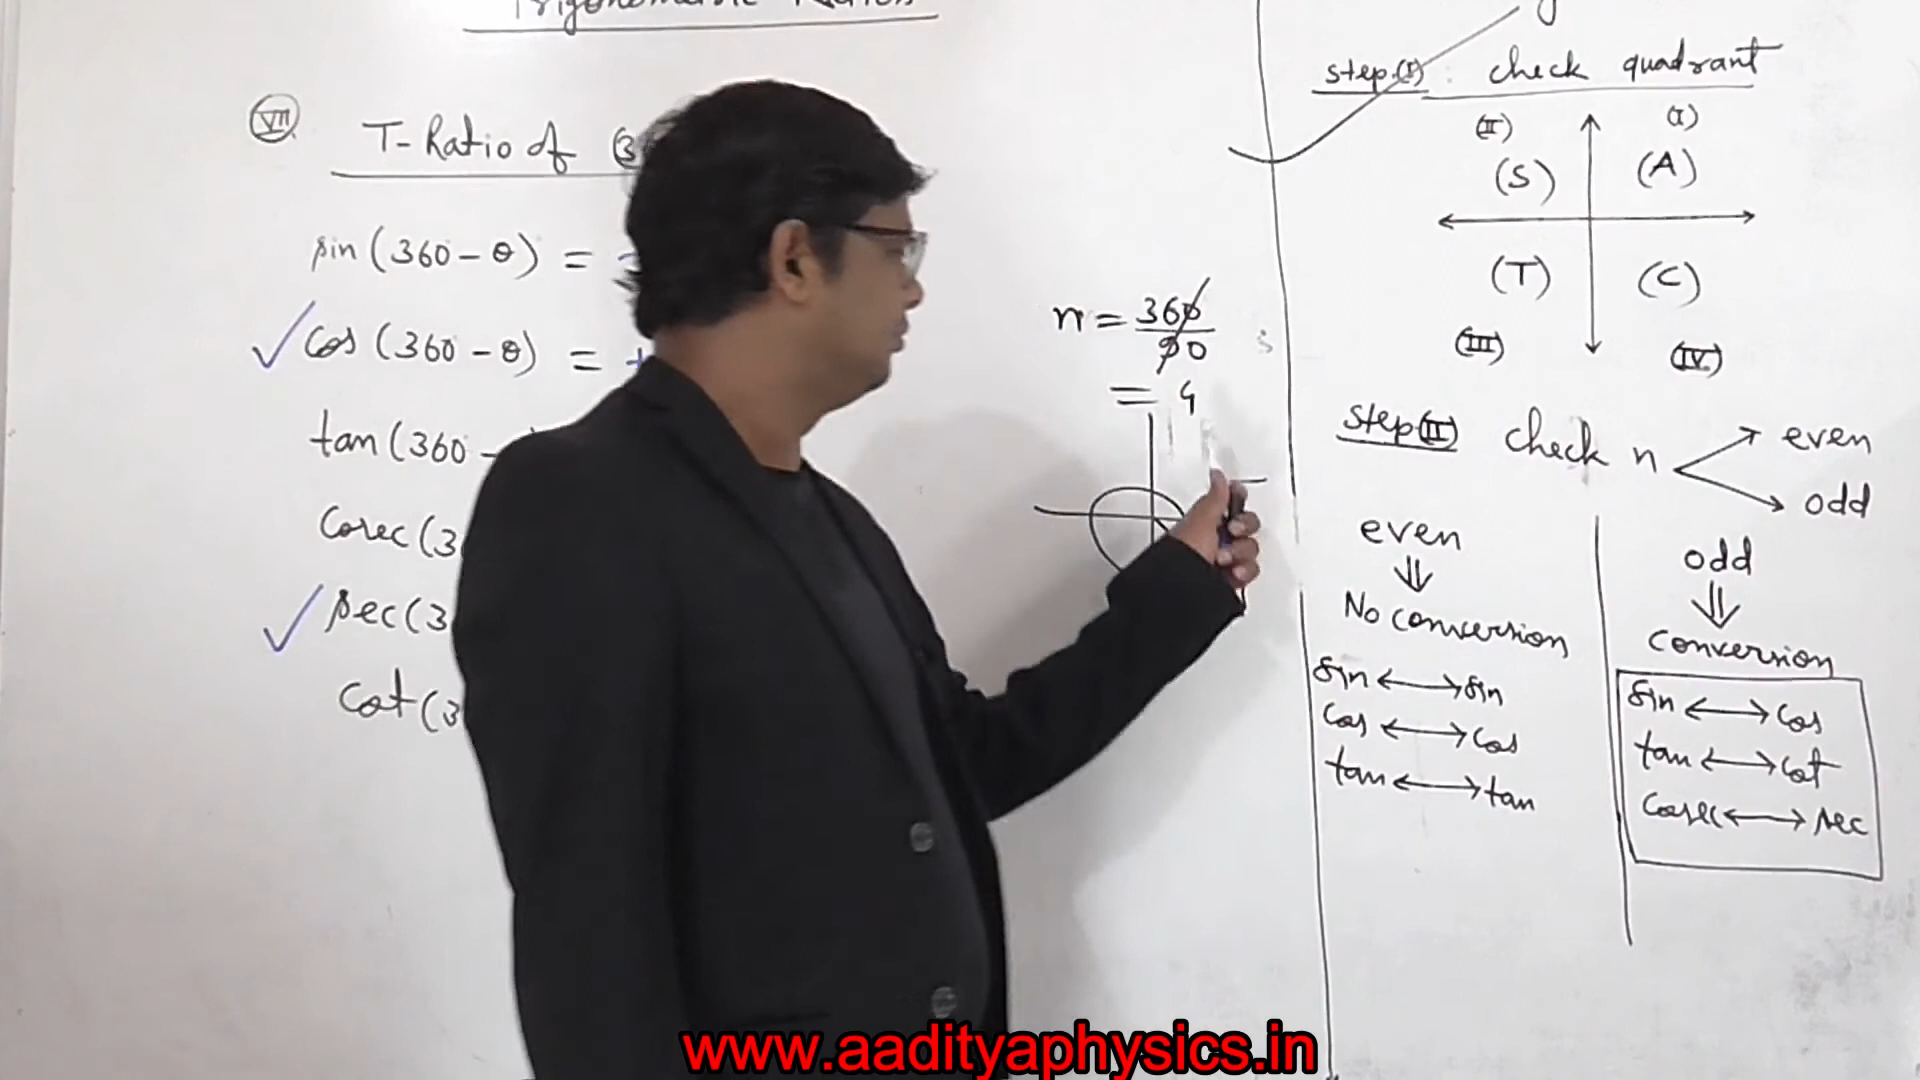 Trigonometric Ratios
(VII) T-Ratio of (3
sin (360 - θ) = -
✓ cos (360 - θ) = +
tan (360 -
Cosec (3
✓ sec (3
Cot (3
n = 360/90
= 4
step (I) : check quadrant
(II) (I)
(S) (A)
(T) (C)
(III) (IV)
step (II) check n even
odd
even
⇓
No conversion
sin ↔ sin
cos ↔ cos
tan ↔ tan
odd
⇓
conversion
sin ↔ cos
tan ↔ cot
cosec ↔ sec
www.aadityaphysics.in